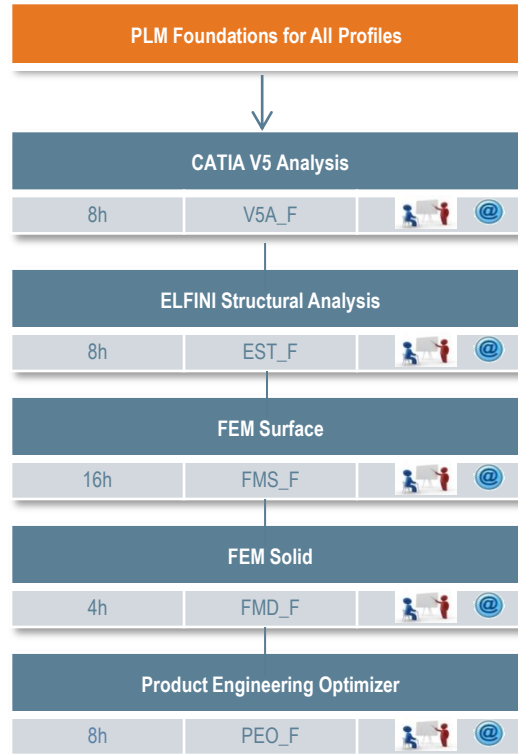 PLM Foundations for All Profiles
CATIA V5 Analysis
8h V5A_F @
ELFINI Structural Analysis
8h EST_F @
FEM Surface
16h FMS_F @
FEM Solid
4h FMD_F @
Product Engineering Optimizer
8h PEO_F @